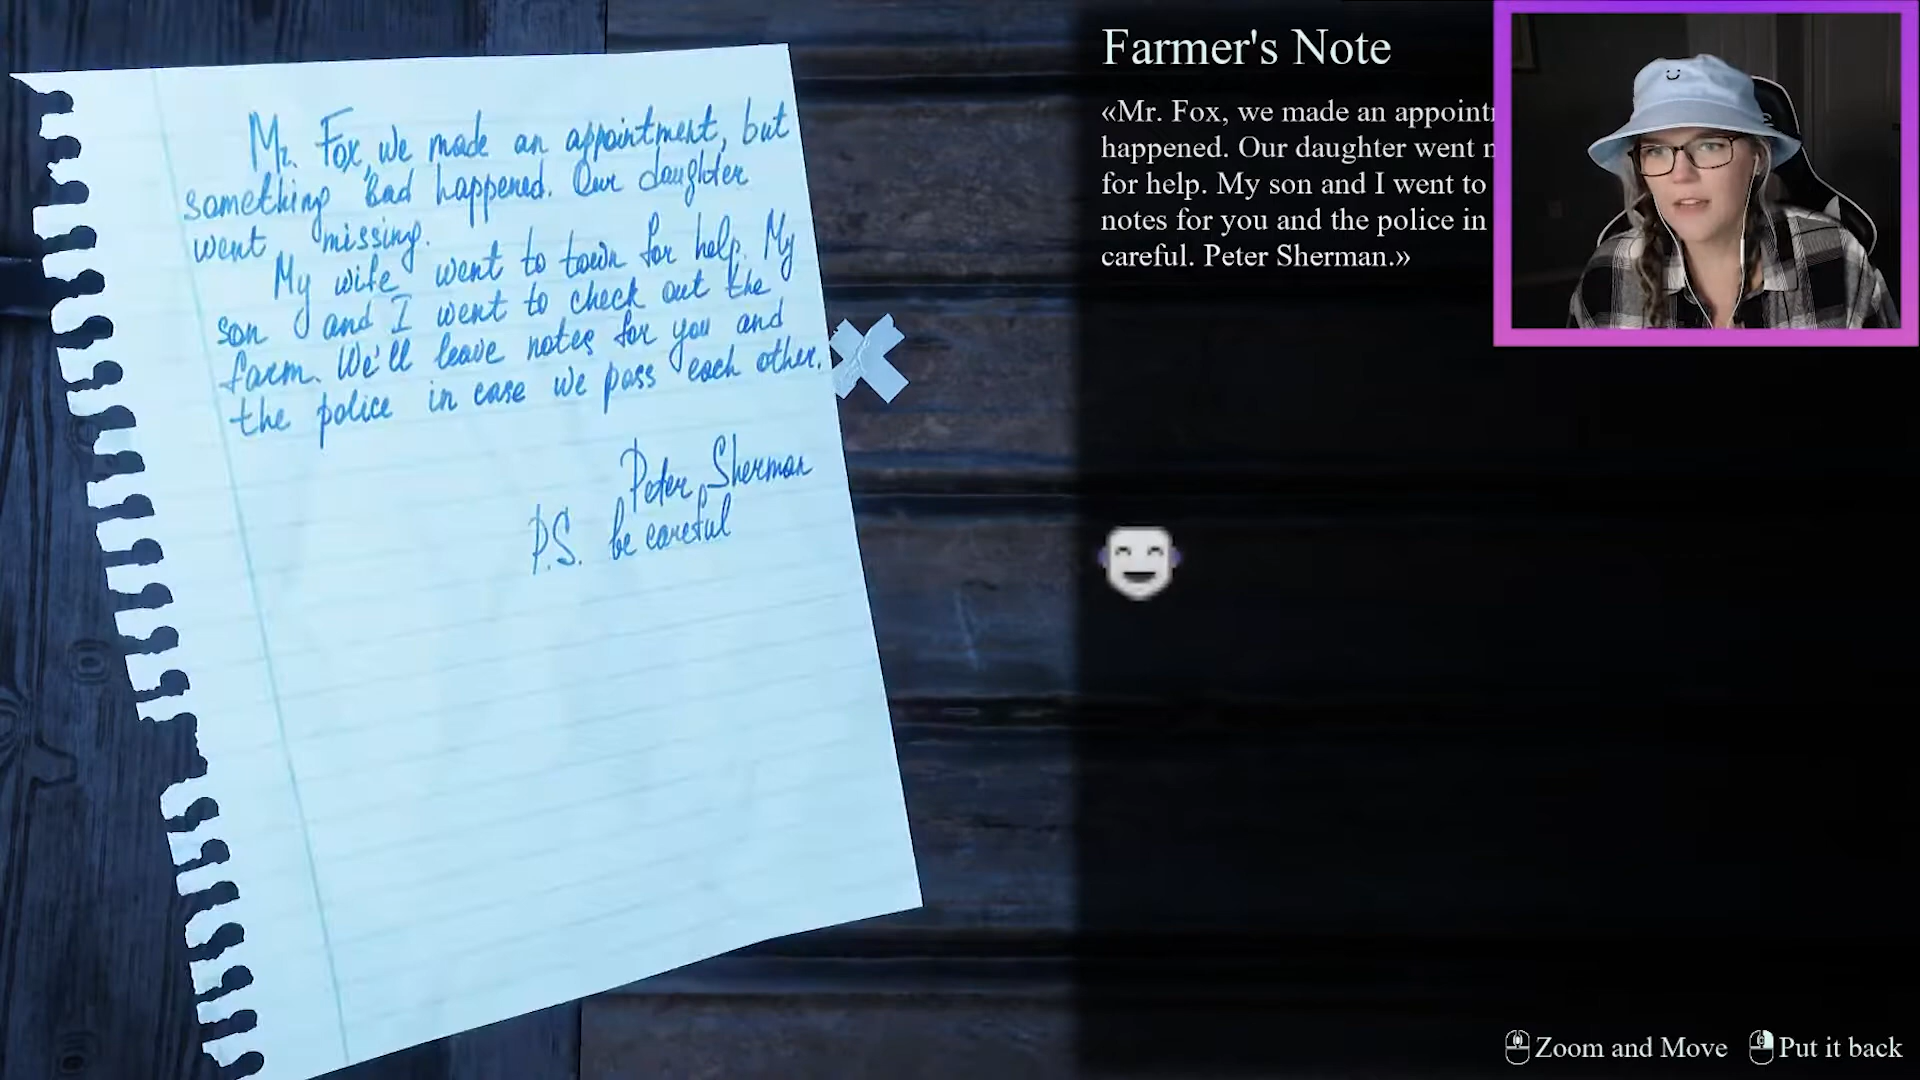 Mr. Fox, we made an appointment, but
something bad happened. Our daughter
went missing.
My wife went to town for help. My
son and I went to check out the
farm. We'll leave notes for you and
the police in case we pass each other.
Peter Sherman
P.S. be careful
Farmer's Note
«Mr. Fox, we made an appoint
happened. Our daughter went
for help. My son and I went to
notes for you and the police in
careful. Peter Sherman.»
Zoom and Move Put it back